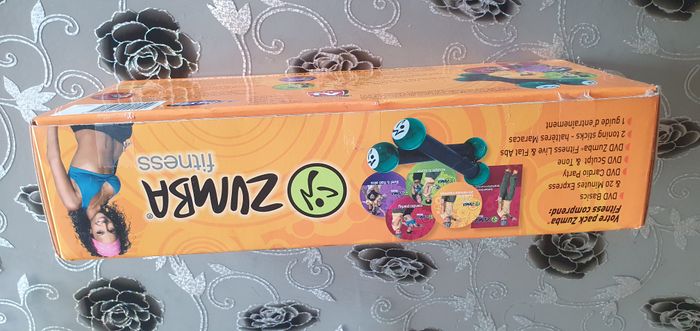 ZUMBA®
fitness
Votre pack Zumba®
Fitness comprend:
▶ DVD Basics
& 20 Minute Express
▶ DVD Cardio Party
▶ DVD Sculpt & Tone
DVD Zumba® Fitness Live & Flat Abs
▶ 2 toning sticks - haltères Maracas
▶ 1 guide d'entraînement